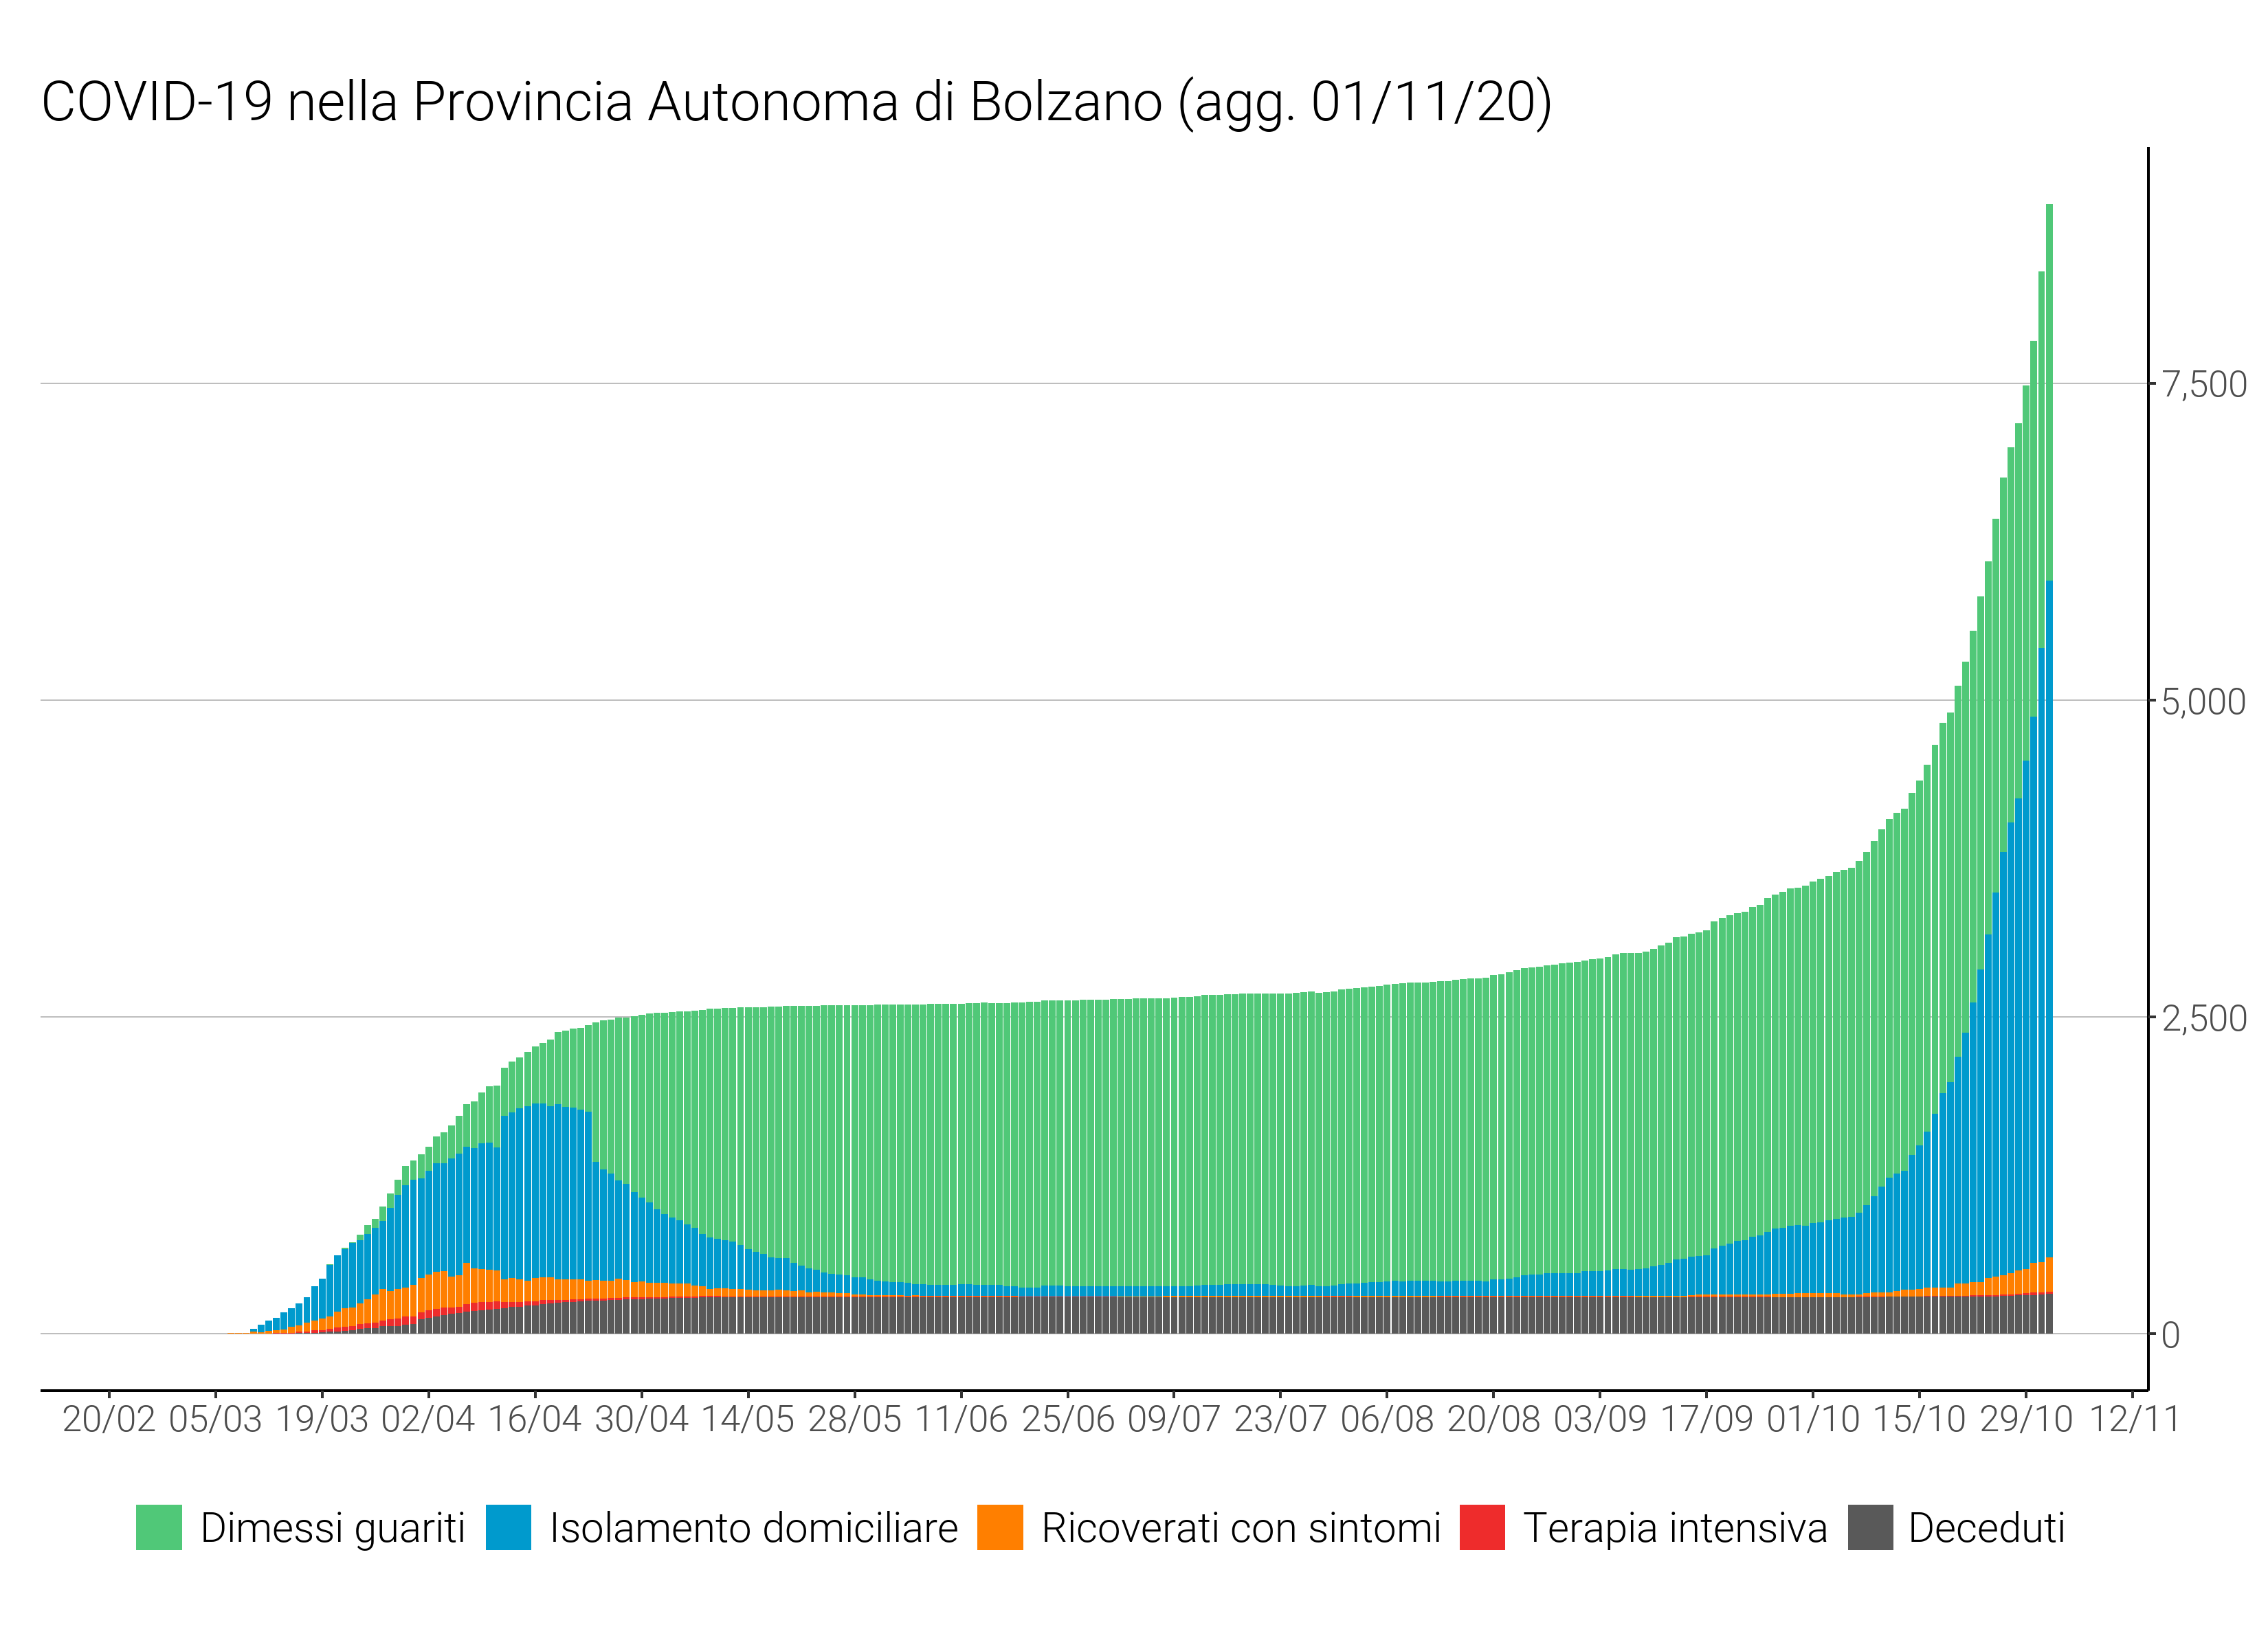 COVID-19 nella Provincia Autonoma di Bolzano (agg. 01/11/20)
7,500
5,000
2,500
0
20/02 05/03 19/03 02/04 16/04 30/04 14/05 28/05 11/06 25/06 09/07 23/07 06/08 20/08 03/09 17/09 01/10 15/10 29/10 12/11
Dimessi guariti Isolamento domiciliare Ricoverati con sintomi Terapia intensiva Deceduti